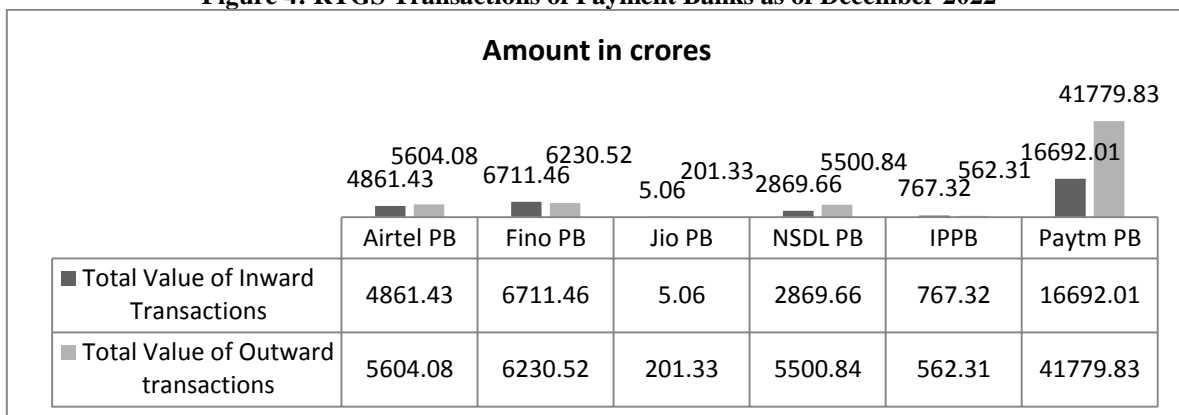 Figure 4: RTGS Transactions of Payment Banks as of December 2022
Amount in crores
4861.43
5604.08
6711.46
6230.52
5.06
201.33
2869.66
5500.84
767.32
562.31
16692.01
41779.83
Airtel PB Fino PB Jio PB NSDL PB IPPB Paytm PB
Total Value of Inward
Transactions
4861.43 6711.46 5.06 2869.66 767.32 16692.01
Total Value of Outward
transactions
5604.08 6230.52 201.33 5500.84 562.31 41779.83